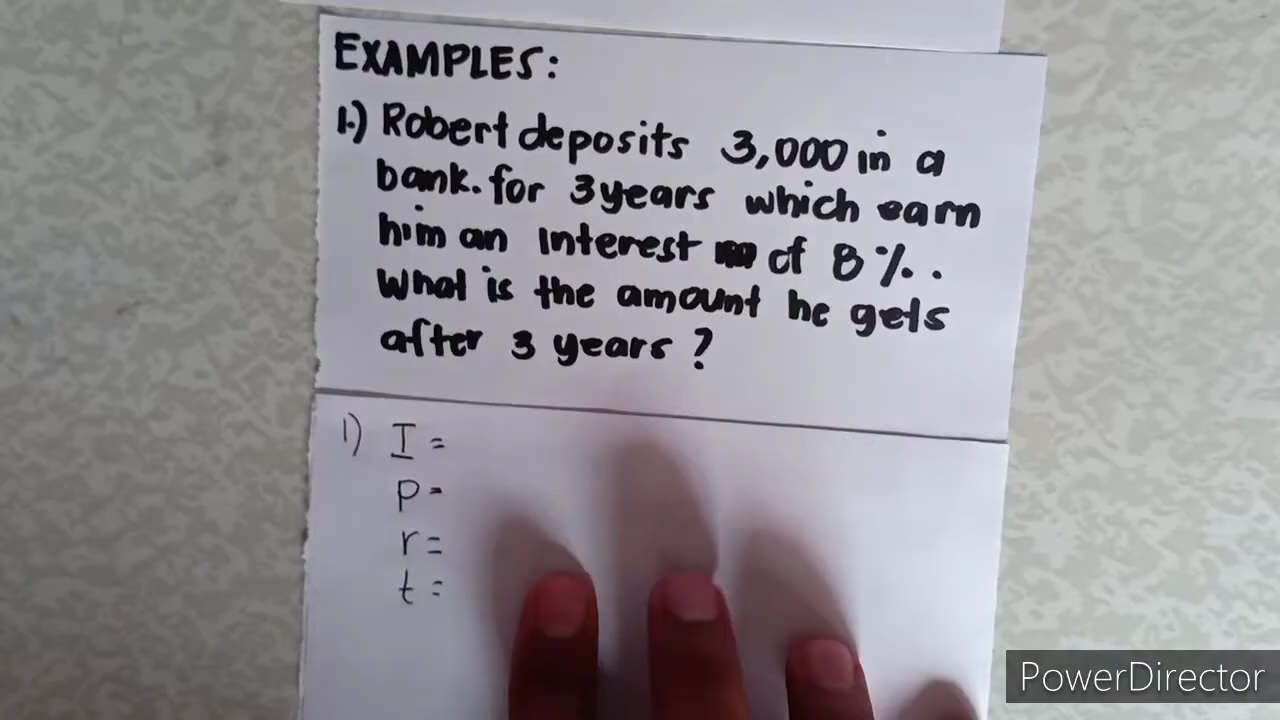 EXAMPLES:
1.) Robert deposits 3,000 in a
bank. for 3 years which earn
him an interest of 8%.
What is the amount he gets
after 3 years?
1) I =
P =
r =
t =
PowerDirector